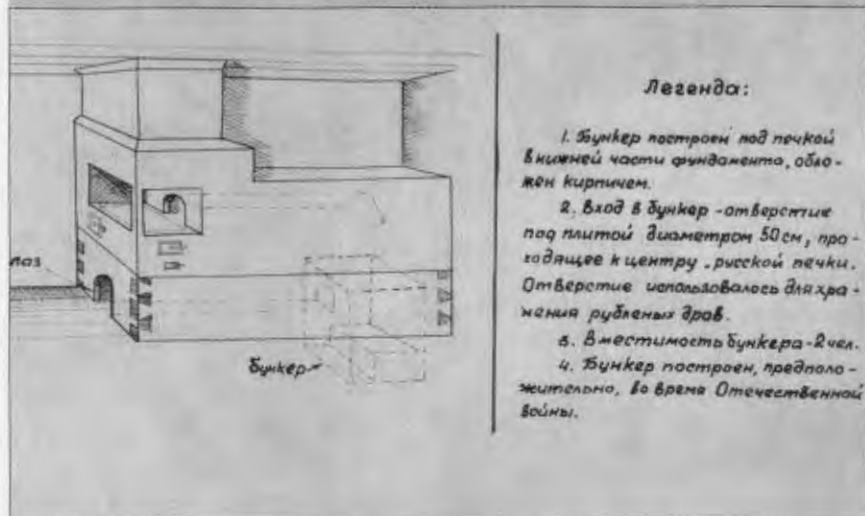 лаз
бункер
Легенда:
1. Бункер построен под печкой
в нижней части фундамента, обло-
жен кирпичем.
2. Вход в бункер - отверстие
под плитой диаметром 50 см, про-
ходящее к центру русской печки.
Отверстие использовалось для хра-
нения рубленых дров.
3. Вместимость бункера - 2 чел.
4. Бункер построен, предполо-
жительно, во время Отечественной
войны.